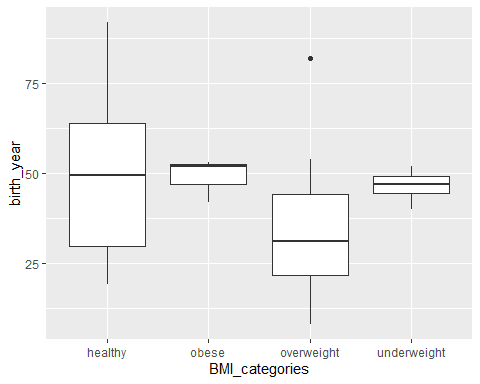 birth_year
75
50
25
healthy obese overweight underweight
BMI_categories